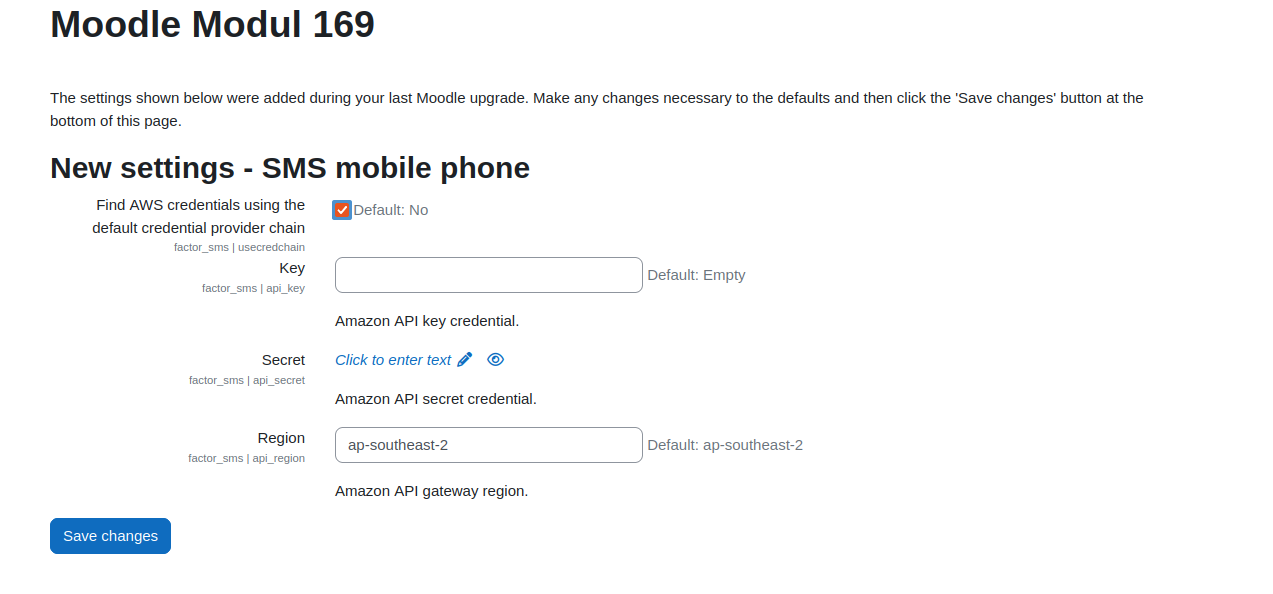 Moodle Modul 169
The settings shown below were added during your last Moodle upgrade. Make any changes necessary to the defaults and then click the 'Save changes' button at the
bottom of this page.
New settings - SMS mobile phone
Find AWS credentials using the
default credential provider chain
factor_sms | usecredchain
Default: No
Key
factor_sms | api_key
Default: Empty
Amazon API key credential.
Secret
factor_sms | api_secret
Click to enter text
Amazon API secret credential.
Region
factor_sms | api_region
ap-southeast-2
Default: ap-southeast-2
Amazon API gateway region.
Save changes